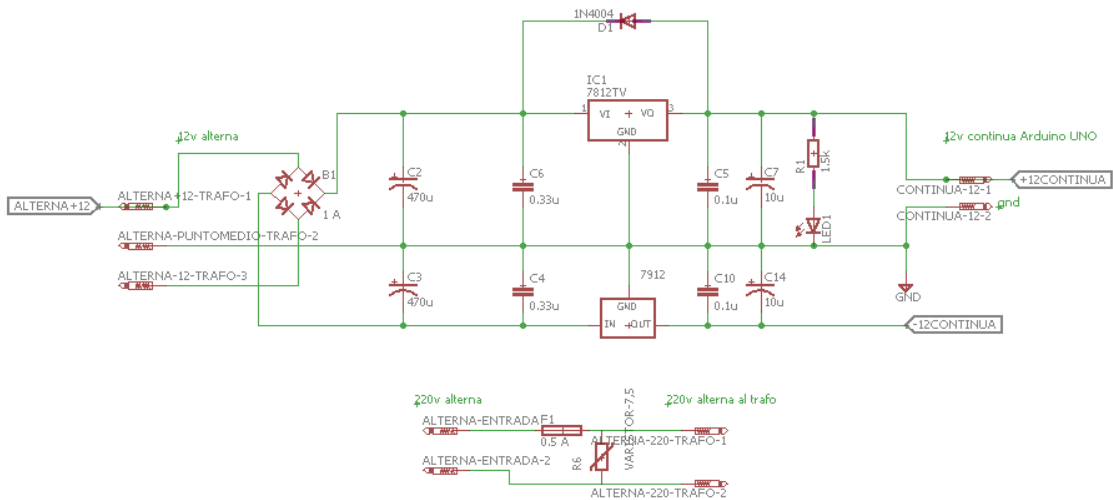 1N4004
D1
IC1
7812TV
1
VI
VO
3
GND
2
12v alterna
12v continua Arduino UNO
B1
1 A
C2
470u
C6
0.33u
C5
0.1u
C7
10u
R1
1.5k
ALTERNA+12
ALTERNA+12-TRAFO-1
CONTINUA-12-1
+12CONTINUA
CONTINUA-12-2
gnd
ALTERNA-PUNTOMEDIO-TRAFO-2
LED1
ALTERNA-12-TRAFO-3
C3
470u
C4
0.33u
7912
GND
IN
OUT
C10
0.1u
C14
10u
GND
-12CONTINUA
220v alterna
220v alterna al trafo
ALTERNA-ENTRADA
F1
0.5 A
VARISTOR-7,5
ALTERNA-220-TRAFO-1
R6
ALTERNA-ENTRADA-2
ALTERNA-220-TRAFO-2